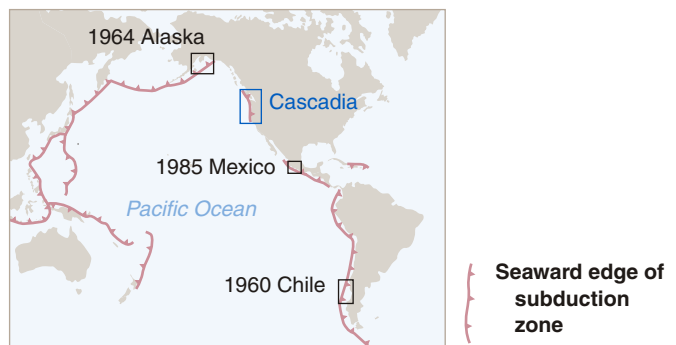 1964 Alaska
Cascadia
1985 Mexico
Pacific Ocean
1960 Chile
Seaward edge of
subduction
zone